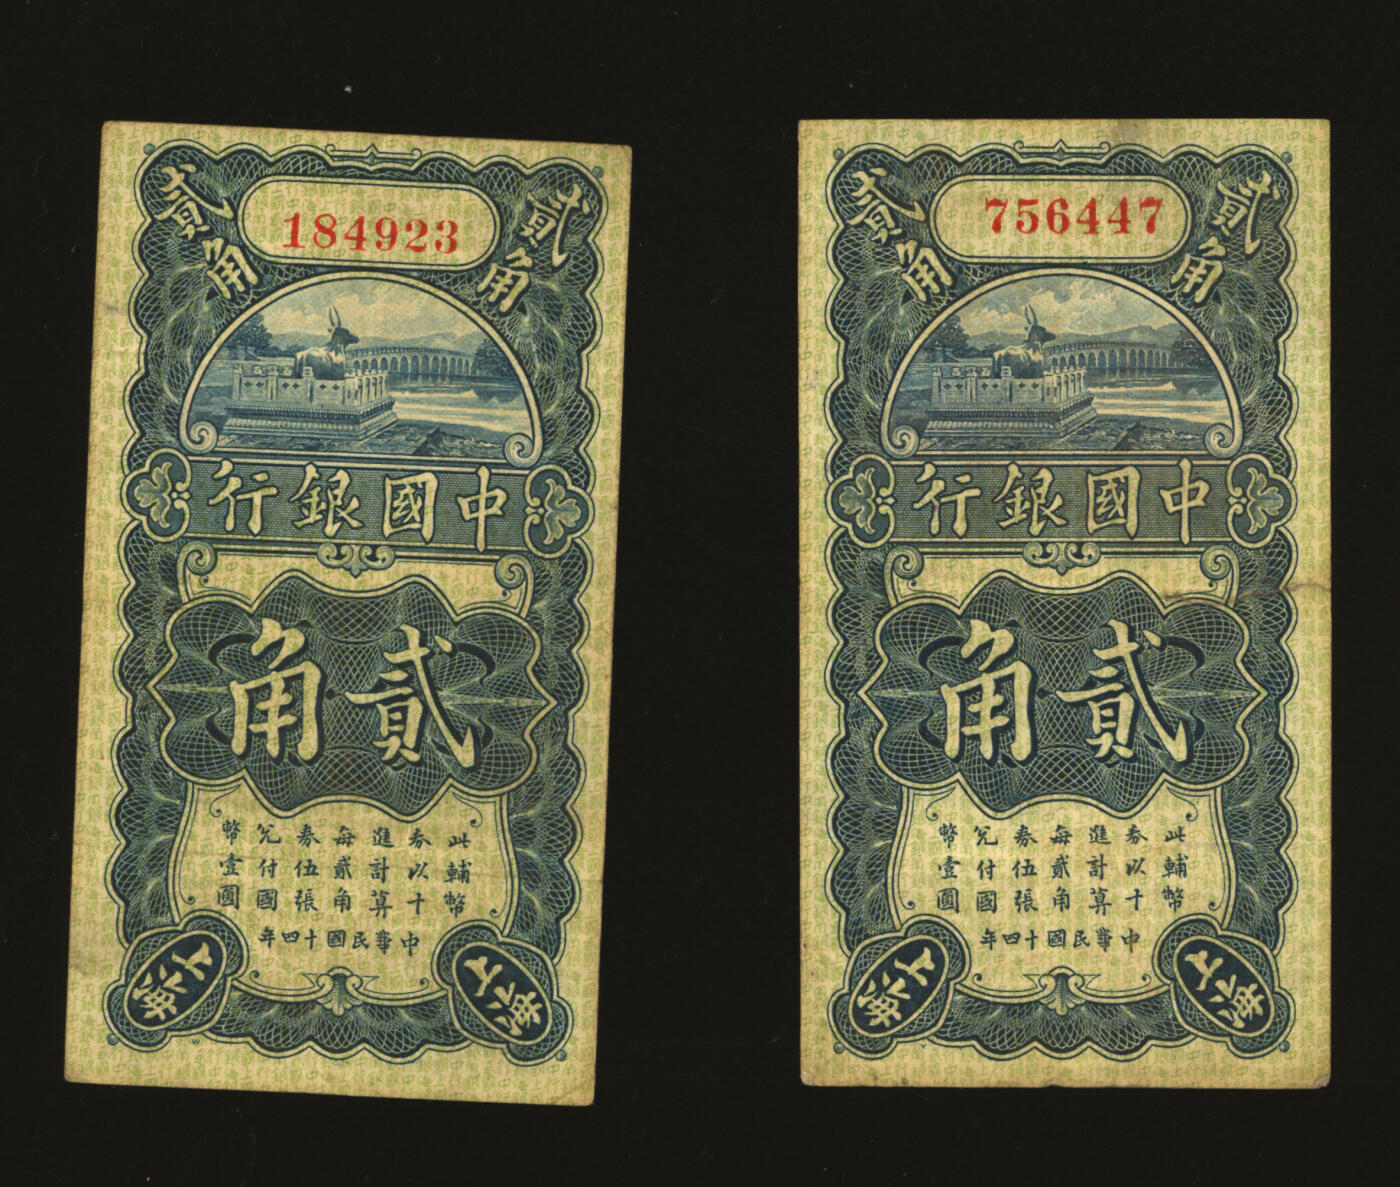 184923
貳角
貳角
中國銀行
貳角
此輔幣
券以十
進計算
每貳角
券伍張
兌付國
幣壹圓
中華民國十四年
上海
上海
756447
貳角
貳角
中國銀行
貳角
此輔幣
券以十
進計算
每貳角
券伍張
兌付國
幣壹圓
中華民國十四年
上海
上海